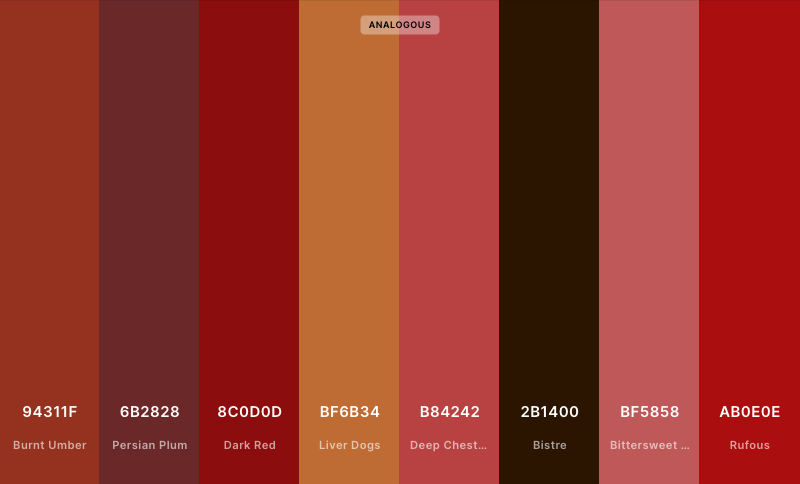 ANALOGOUS
94311F
6B2828
8C0D0D
BF6B34
B84242
2B1400
BF5858
AB0E0E
Burnt Umber
Persian Plum
Dark Red
Liver Dogs
Deep Chest...
Bistre
Bittersweet ...
Rufous